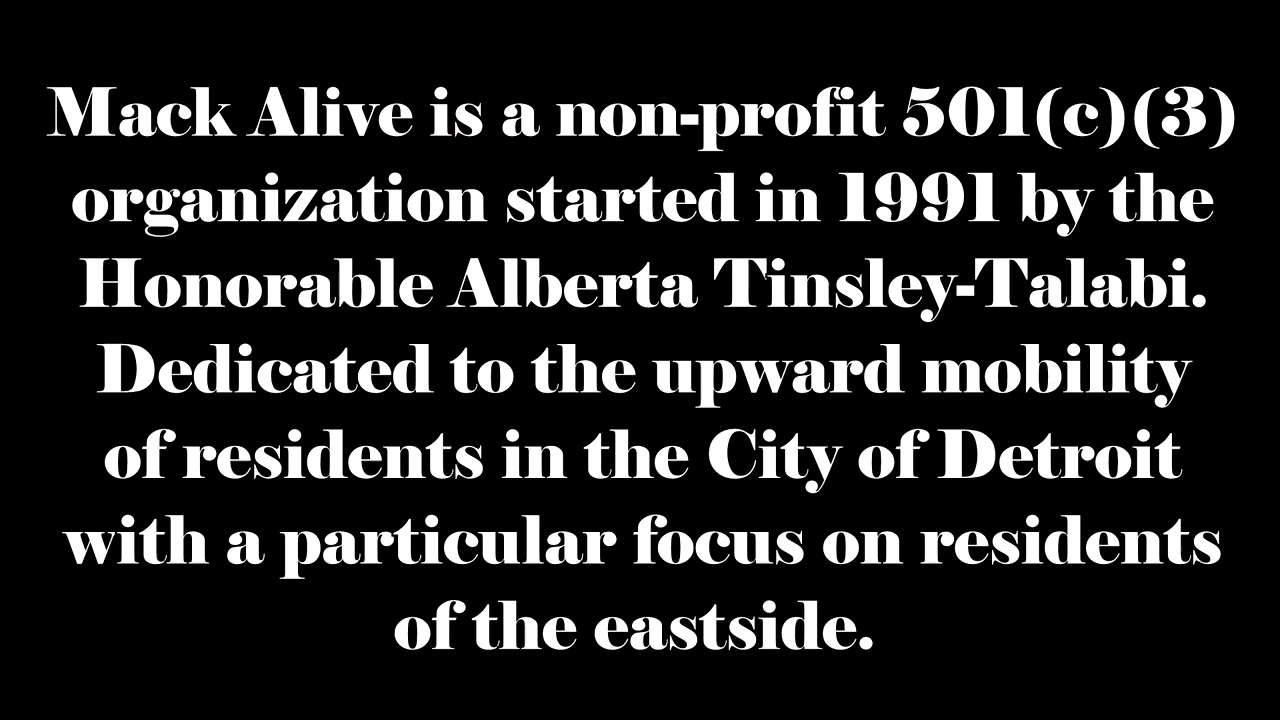 Mack Alive is a non-profit 501(c)(3)
organization started in 1991 by the
Honorable Alberta Tinsley-Talabi.
Dedicated to the upward mobility
of residents in the City of Detroit
with a particular focus on residents
of the eastside.